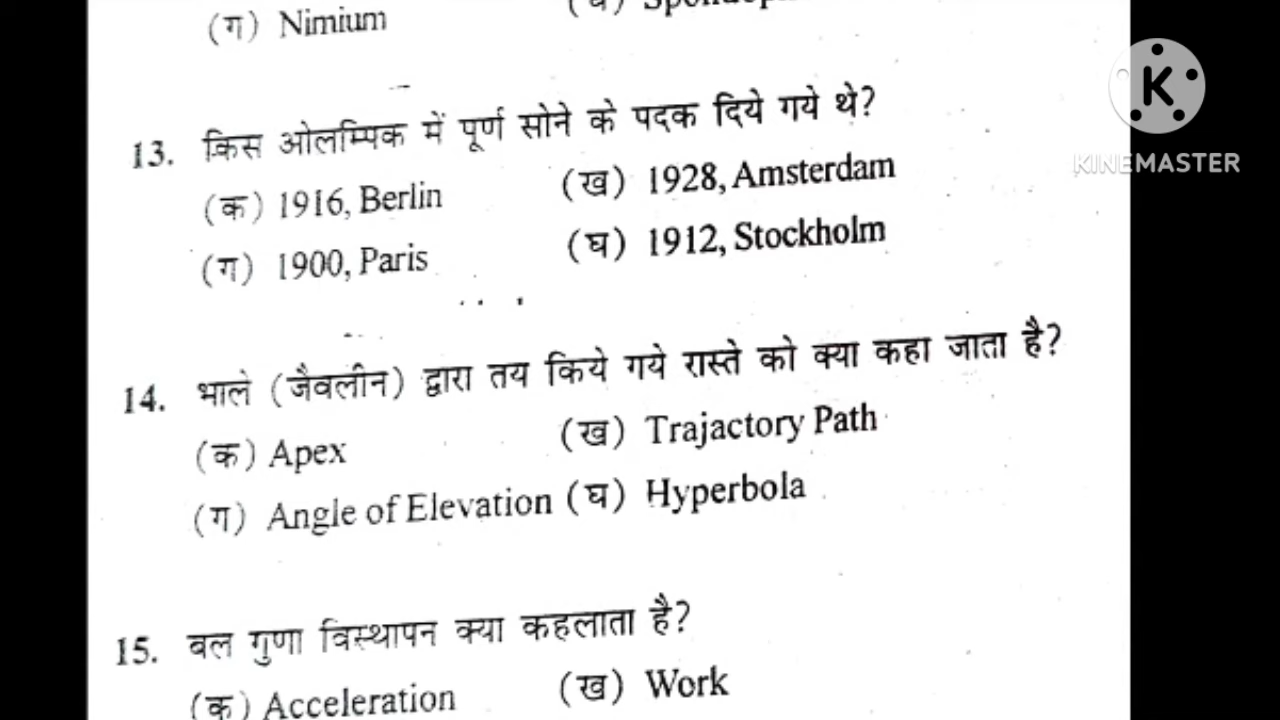 (ग) Nimium
13. किस ओलम्पिक में पूर्ण सोने के पदक दिये गये थे?
(क) 1916, Berlin (ख) 1928, Amsterdam
(ग) 1900, Paris (घ) 1912, Stockholm
14. भाले (जैवलीन) द्वारा तय किये गये रास्ते को क्या कहा जाता है?
(क) Apex (ख) Trajactory Path
(ग) Angle of Elevation (घ) Hyperbola
15. बल गुणा विस्थापन क्या कहलाता है?
(क) Acceleration (ख) Work
K
KINEMASTER